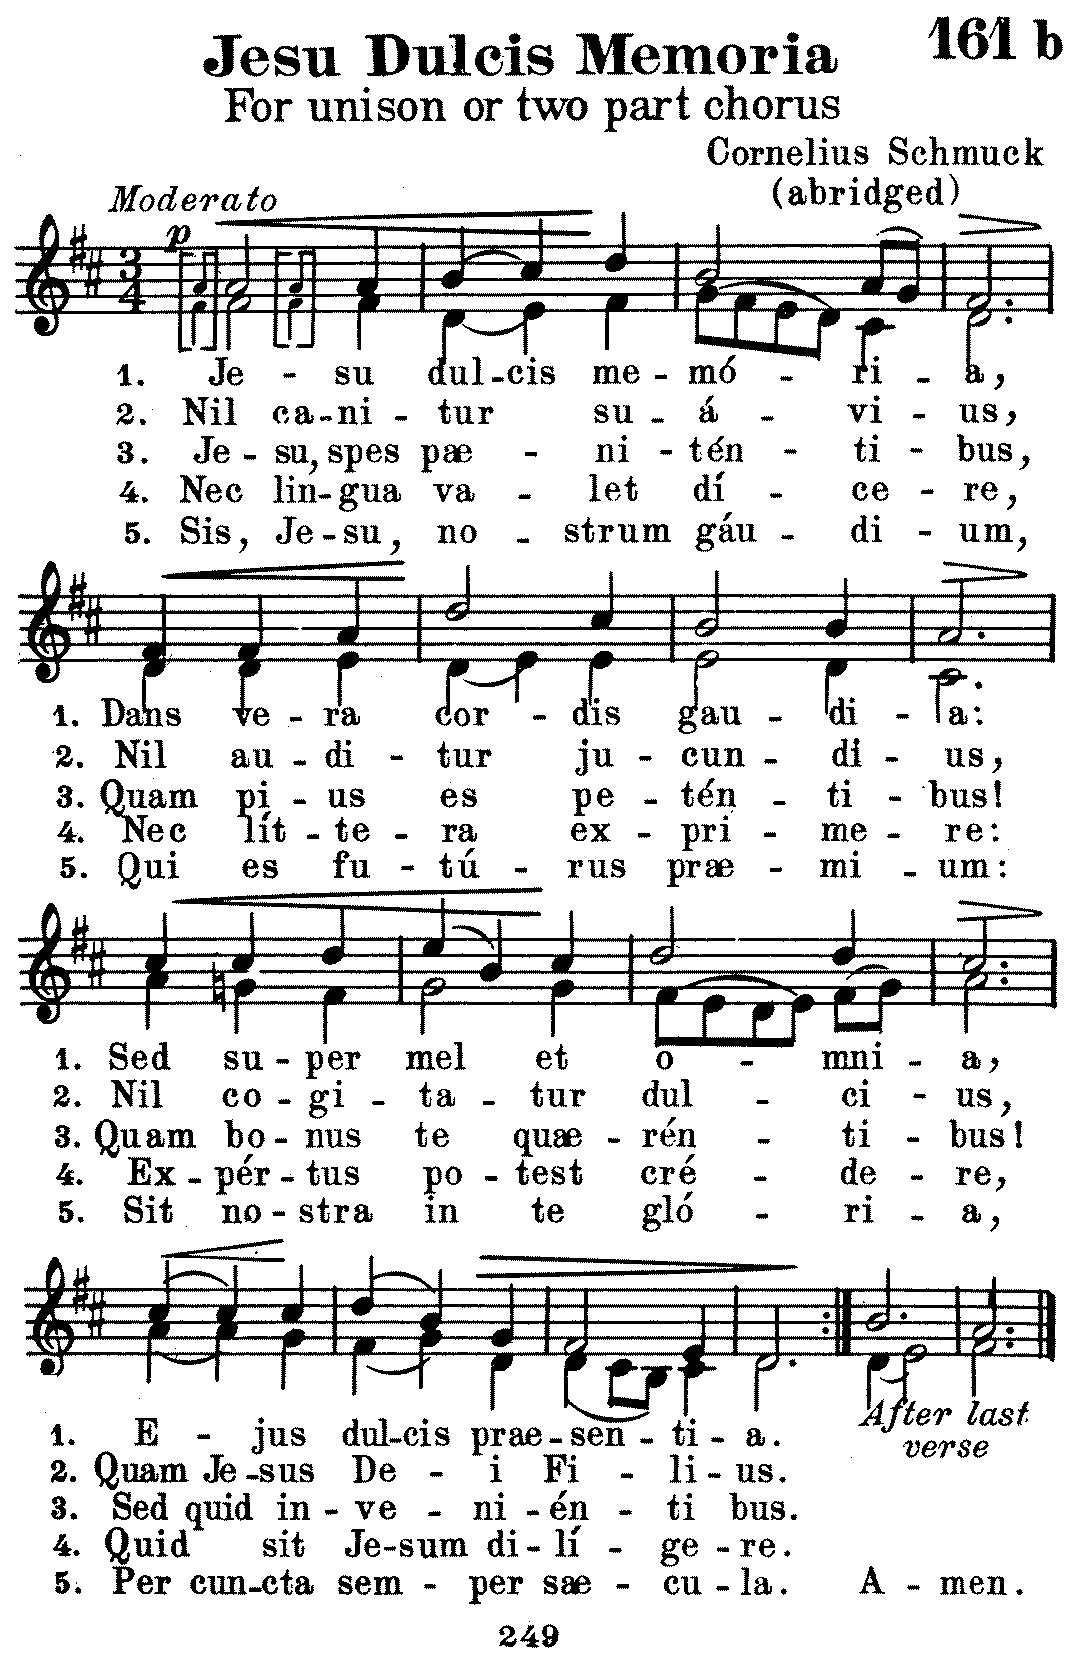 161 b
Jesu Dulcis Memoria
For unison or two part chorus
Cornelius Schmuck
(abridged)
Moderato
p
1. Je - su dul-cis me - mó - ri - a,
2. Nil ca-ni - tur su - á - vi - us,
3. Je - su, spes pæ - ni - tén - ti - bus,
4. Nec lin-gua va - let dí - ce - re,
5. Sis, Je-su, no - strum gáu - di - um,
1. Dans ve - ra cor - dis gau - di - a:
2. Nil au - di - tur ju - cun - di - us,
3. Quam pi - us es pe - tén - ti - bus!
4. Nec lít - te - ra ex - pri - me - re:
5. Qui es fu - tú - rus præ - mi - um:
1. Sed su - per mel et o - mni - a,
2. Nil co - gi - ta - tur dul - ci - us,
3. Quam bo - nus te quæ - rén - ti - bus!
4. Ex - pér - tus po - test cré - de - re,
5. Sit no - stra in te gló - ri - a,
After last
verse
1. E - jus dul-cis prae-sen - ti - a.
2. Quam Je-sus De - i Fi - li - us.
3. Sed quid in - ve - ni - én - ti bus.
4. Quid sit Je-sum di - lí - ge - re.
5. Per cun-cta sem - per sæ - cu - la. A - men.
249